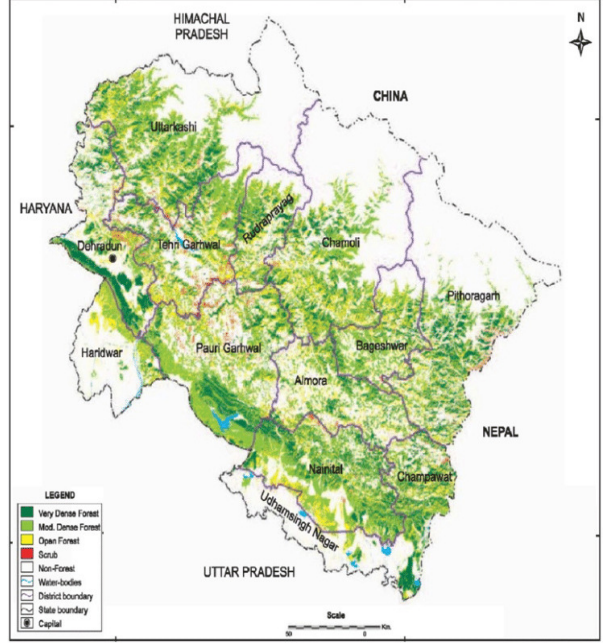 HIMACHAL
PRADESH
N
CHINA
Uttarkashi
HARYANA
Dehradun
Tehri Garhwal
Rudraprayag
Chamoli
Pithoragarh
Haridwar
Pauri Garhwal
Bageshwar
Almora
NEPAL
Nainital
Champawat
Udhamsingh Nagar
UTTAR PRADESH
LEGEND
Very Dense Forest
Mod. Dense Forest
Open Forest
Scrub
Non-Forest
Water-bodies
District boundary
State boundary
Capital
Scale
50 0 Km.